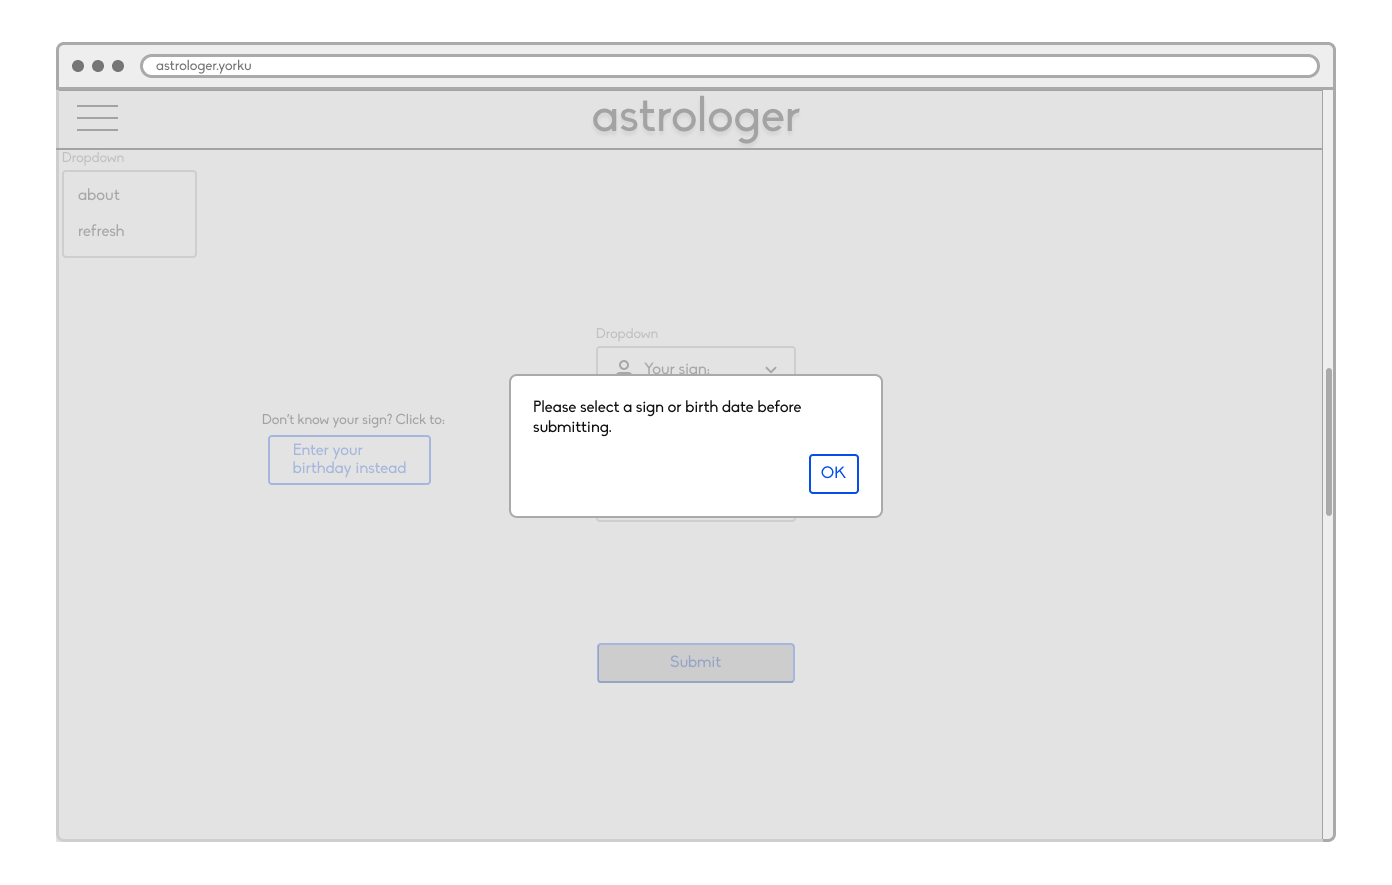 astrologer.yorku
astrologer
Dropdown
about
refresh
Dropdown
Your sign:
Don't know your sign? Click to:
Enter your
birthday instead
Please select a sign or birth date before
submitting.
OK
Submit